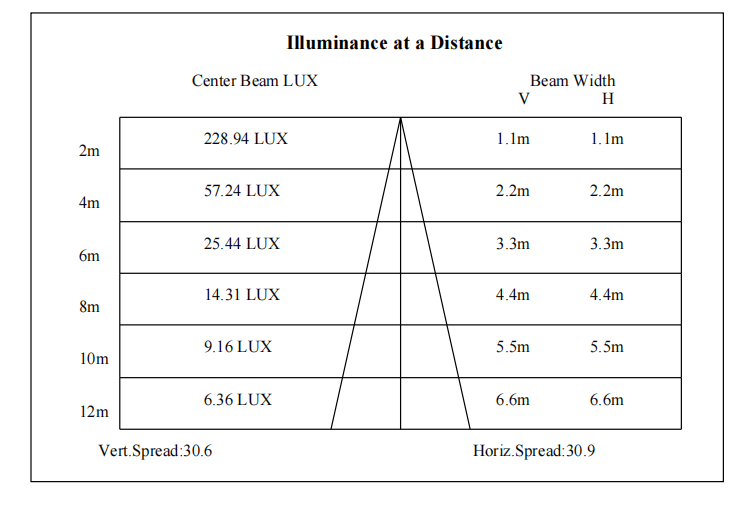 Illuminance at a Distance
Center Beam LUX Beam Width
V H
228.94 LUX 1.1m 1.1m
2m
57.24 LUX 2.2m 2.2m
4m
25.44 LUX 3.3m 3.3m
6m
14.31 LUX 4.4m 4.4m
8m
9.16 LUX 5.5m 5.5m
10m
6.36 LUX 6.6m 6.6m
12m
Vert.Spread:30.6 Horiz.Spread:30.9